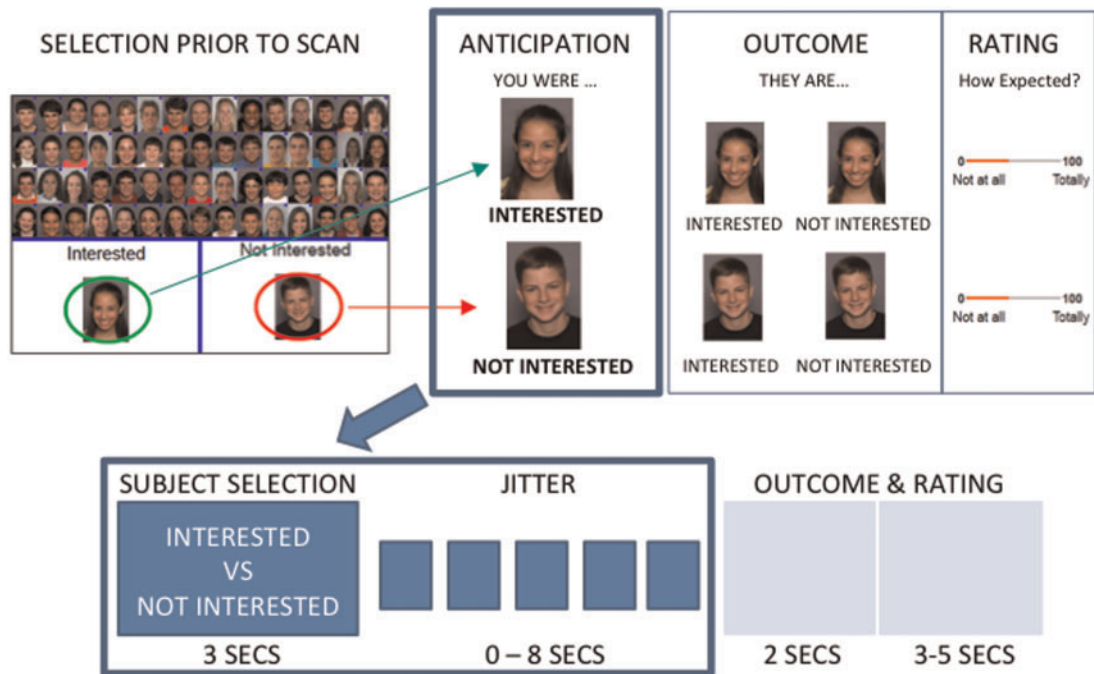 SELECTION PRIOR TO SCAN
Interested
Not Interested
ANTICIPATION
YOU WERE ...
INTERESTED
NOT INTERESTED
OUTCOME
THEY ARE...
INTERESTED NOT INTERESTED
INTERESTED NOT INTERESTED
RATING
How Expected?
0 100
Not at all Totally
0 100
Not at all Totally
SUBJECT SELECTION
INTERESTED
VS
NOT INTERESTED
3 SECS
JITTER
0 – 8 SECS
OUTCOME & RATING
2 SECS 3-5 SECS